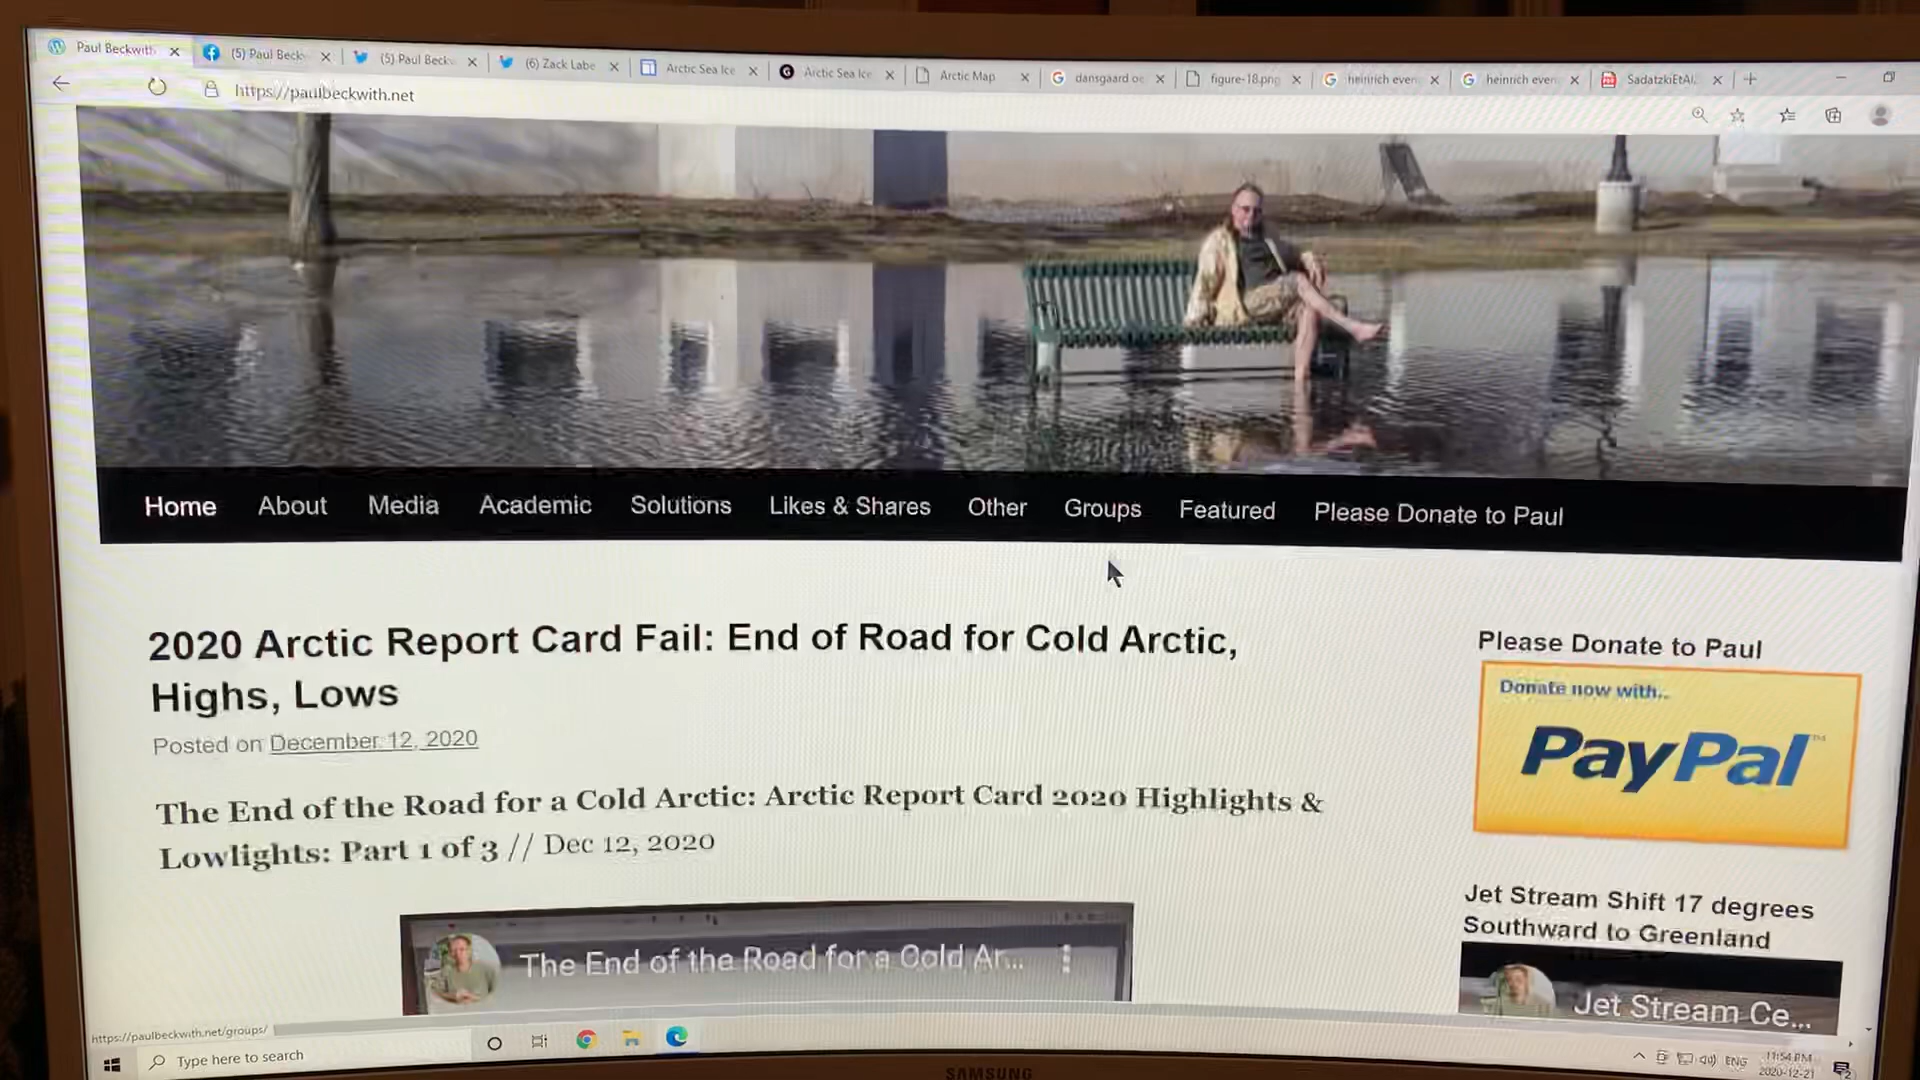 Paul Beckwith
(5) Paul Beck
(5) Paul Beck
(6) Zack Labe
Arctic Sea Ice
Arctic Sea Ice
Arctic Map
dansgaard oe
figure-18.png
heinrich even
heinrich even
SadatzkiEtAl.
https://paulbeckwith.net
Home About Media Academic Solutions Likes & Shares Other Groups Featured Please Donate to Paul
2020 Arctic Report Card Fail: End of Road for Cold Arctic,
Highs, Lows
Posted on December 12, 2020
The End of the Road for a Cold Arctic: Arctic Report Card 2020 Highlights &
Lowlights: Part 1 of 3 // Dec 12, 2020
The End of the Road for a Cold Ar...
Please Donate to Paul
Donate now with..
PayPal™
Jet Stream Shift 17 degrees
Southward to Greenland
Jet Stream Ce...
https://paulbeckwith.net/groups/
Type here to search
ENG
11:54 PM
2020-12-21
SAMSUNG